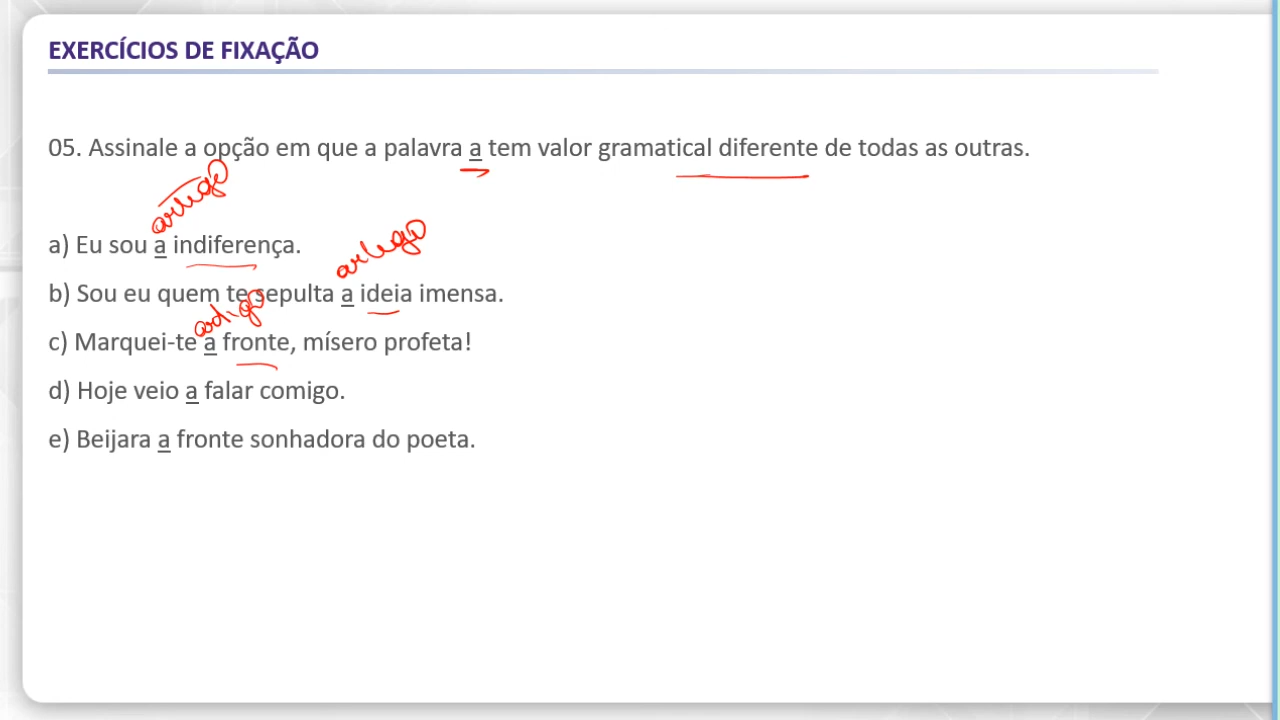 EXERCÍCIOS DE FIXAÇÃO
05. Assinale a opção em que a palavra a tem valor gramatical diferente de todas as outras.
artigo
a) Eu sou a indiferença.
artigo
b) Sou eu quem te sepulta a ideia imensa.
artigo
c) Marquei-te a fronte, mísero profeta!
d) Hoje veio a falar comigo.
e) Beijara a fronte sonhadora do poeta.